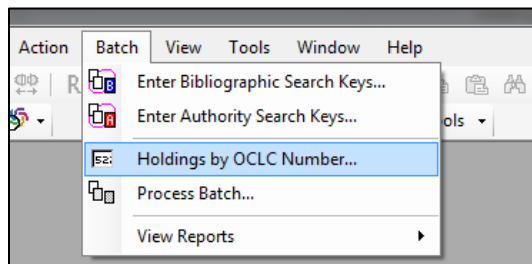 Action Batch View Tools Window Help
R
Enter Bibliographic Search Keys...
Enter Authority Search Keys...
ols
Holdings by OCLC Number...
Process Batch...
View Reports